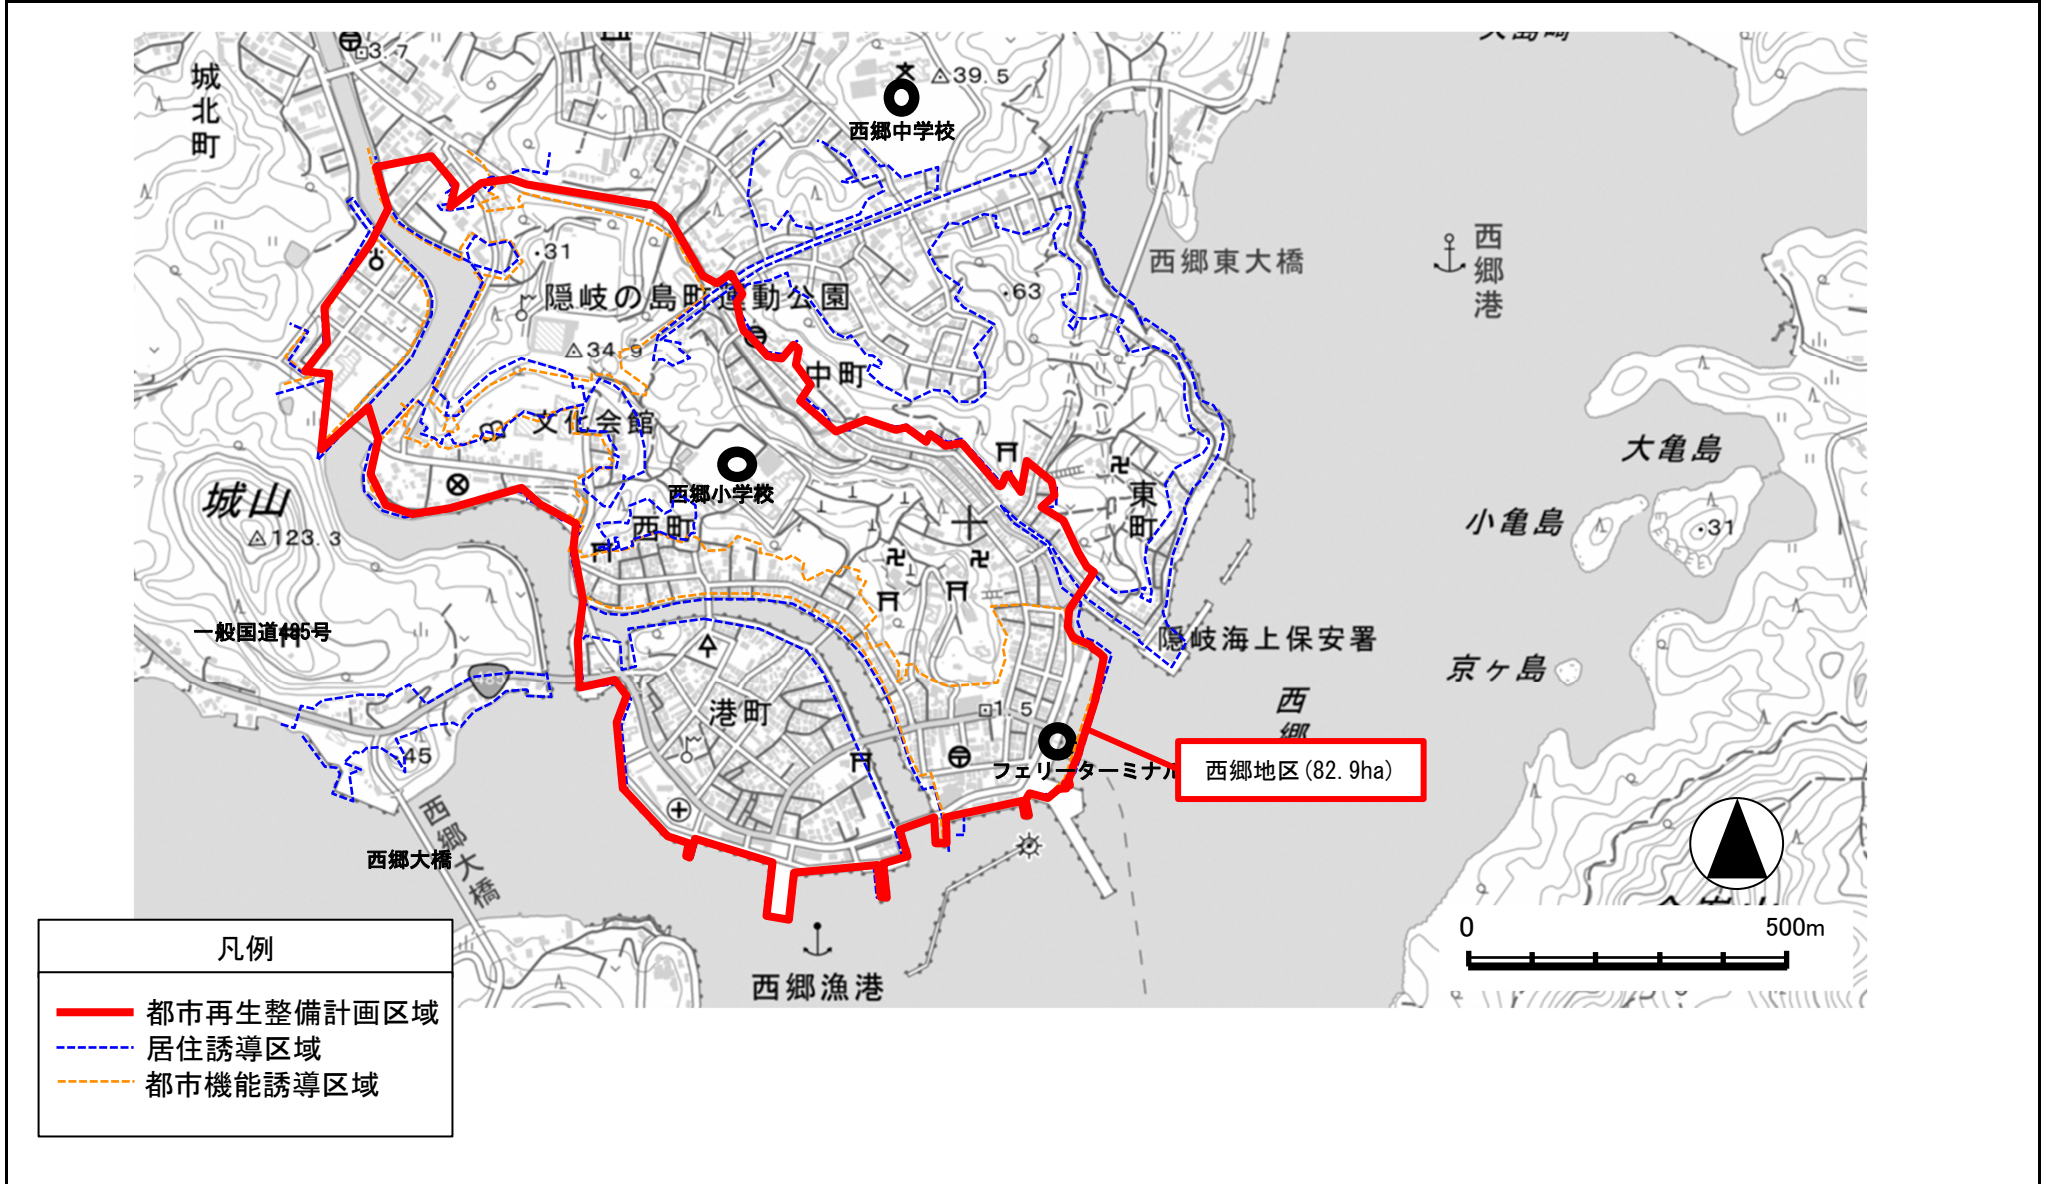 3.7
城北町
39.5
西郷中学校
31
隠岐の島町運動公園
63
西郷東大橋
西郷港
34.9
中町
文化会館
西郷小学校
西町
東町
大亀島
小亀島
31
城山
123.3
一般国道485号
隠岐海上保安署
京ヶ島
西郷
港町
1.5
フェリーターミナル
西郷地区(82.9ha)
45
西郷大橋
西郷大橋
西郷漁港
0 500m
凡例
都市再生整備計画区域
居住誘導区域
都市機能誘導区域